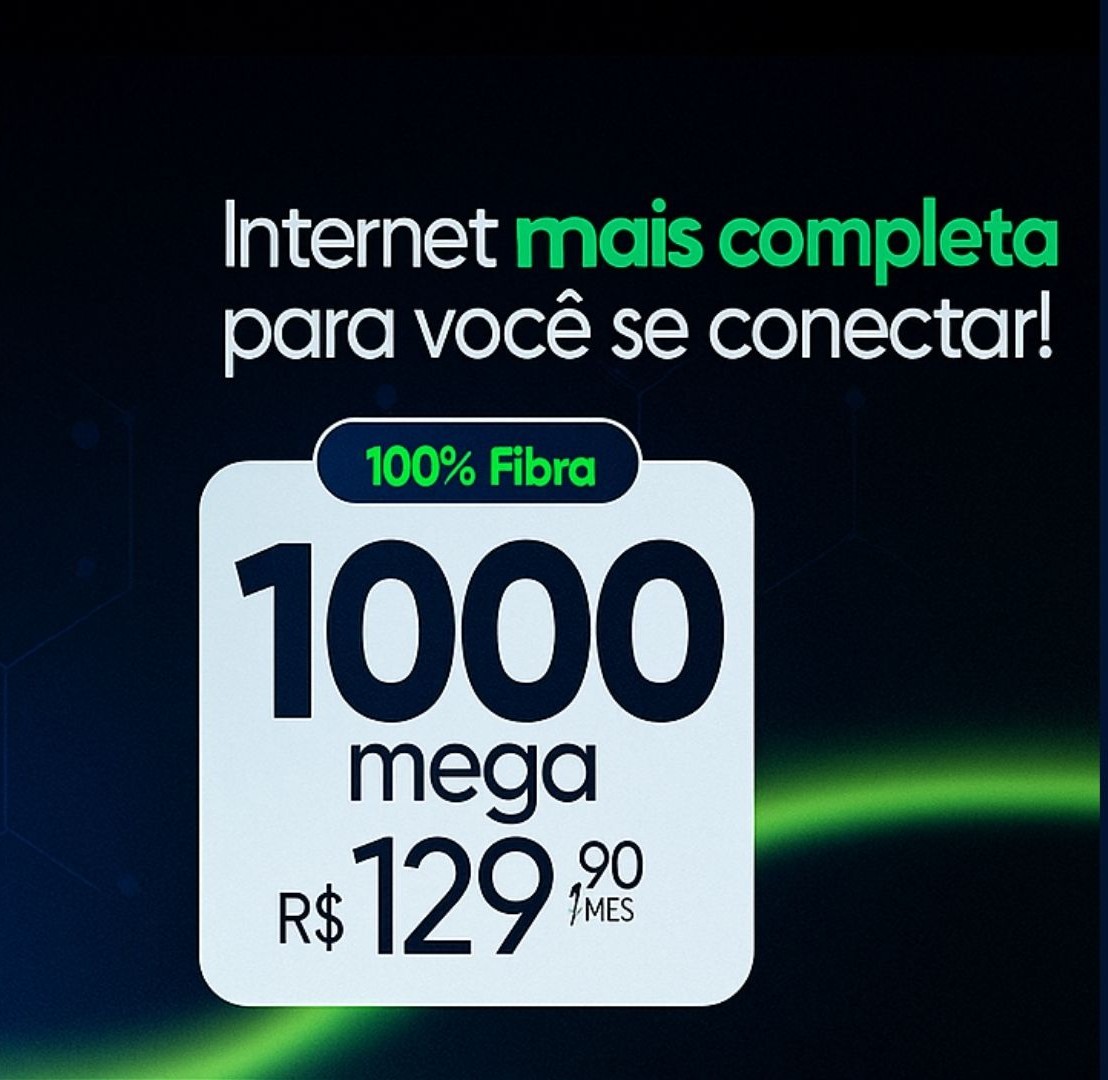 Internet mais completa
para você se conectar!
100% Fibra
1000
mega
R$ 129,90
/MES